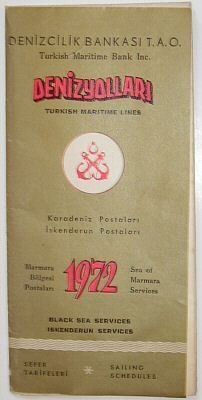 DENİZCİLİK BANKASI T.A.O.
Turkish Maritime Bank Inc.
DENİZYOLLARI
TURKISH MARITIME LINES
Karadeniz Postaları
İskenderun Postaları
Marmara Bölgesi Postaları
1972
Sea of Marmara Services
BLACK SEA SERVICES
ISKENDERUN SERVICES
SEFER TARİFELERİ
SAILING SCHEDULES